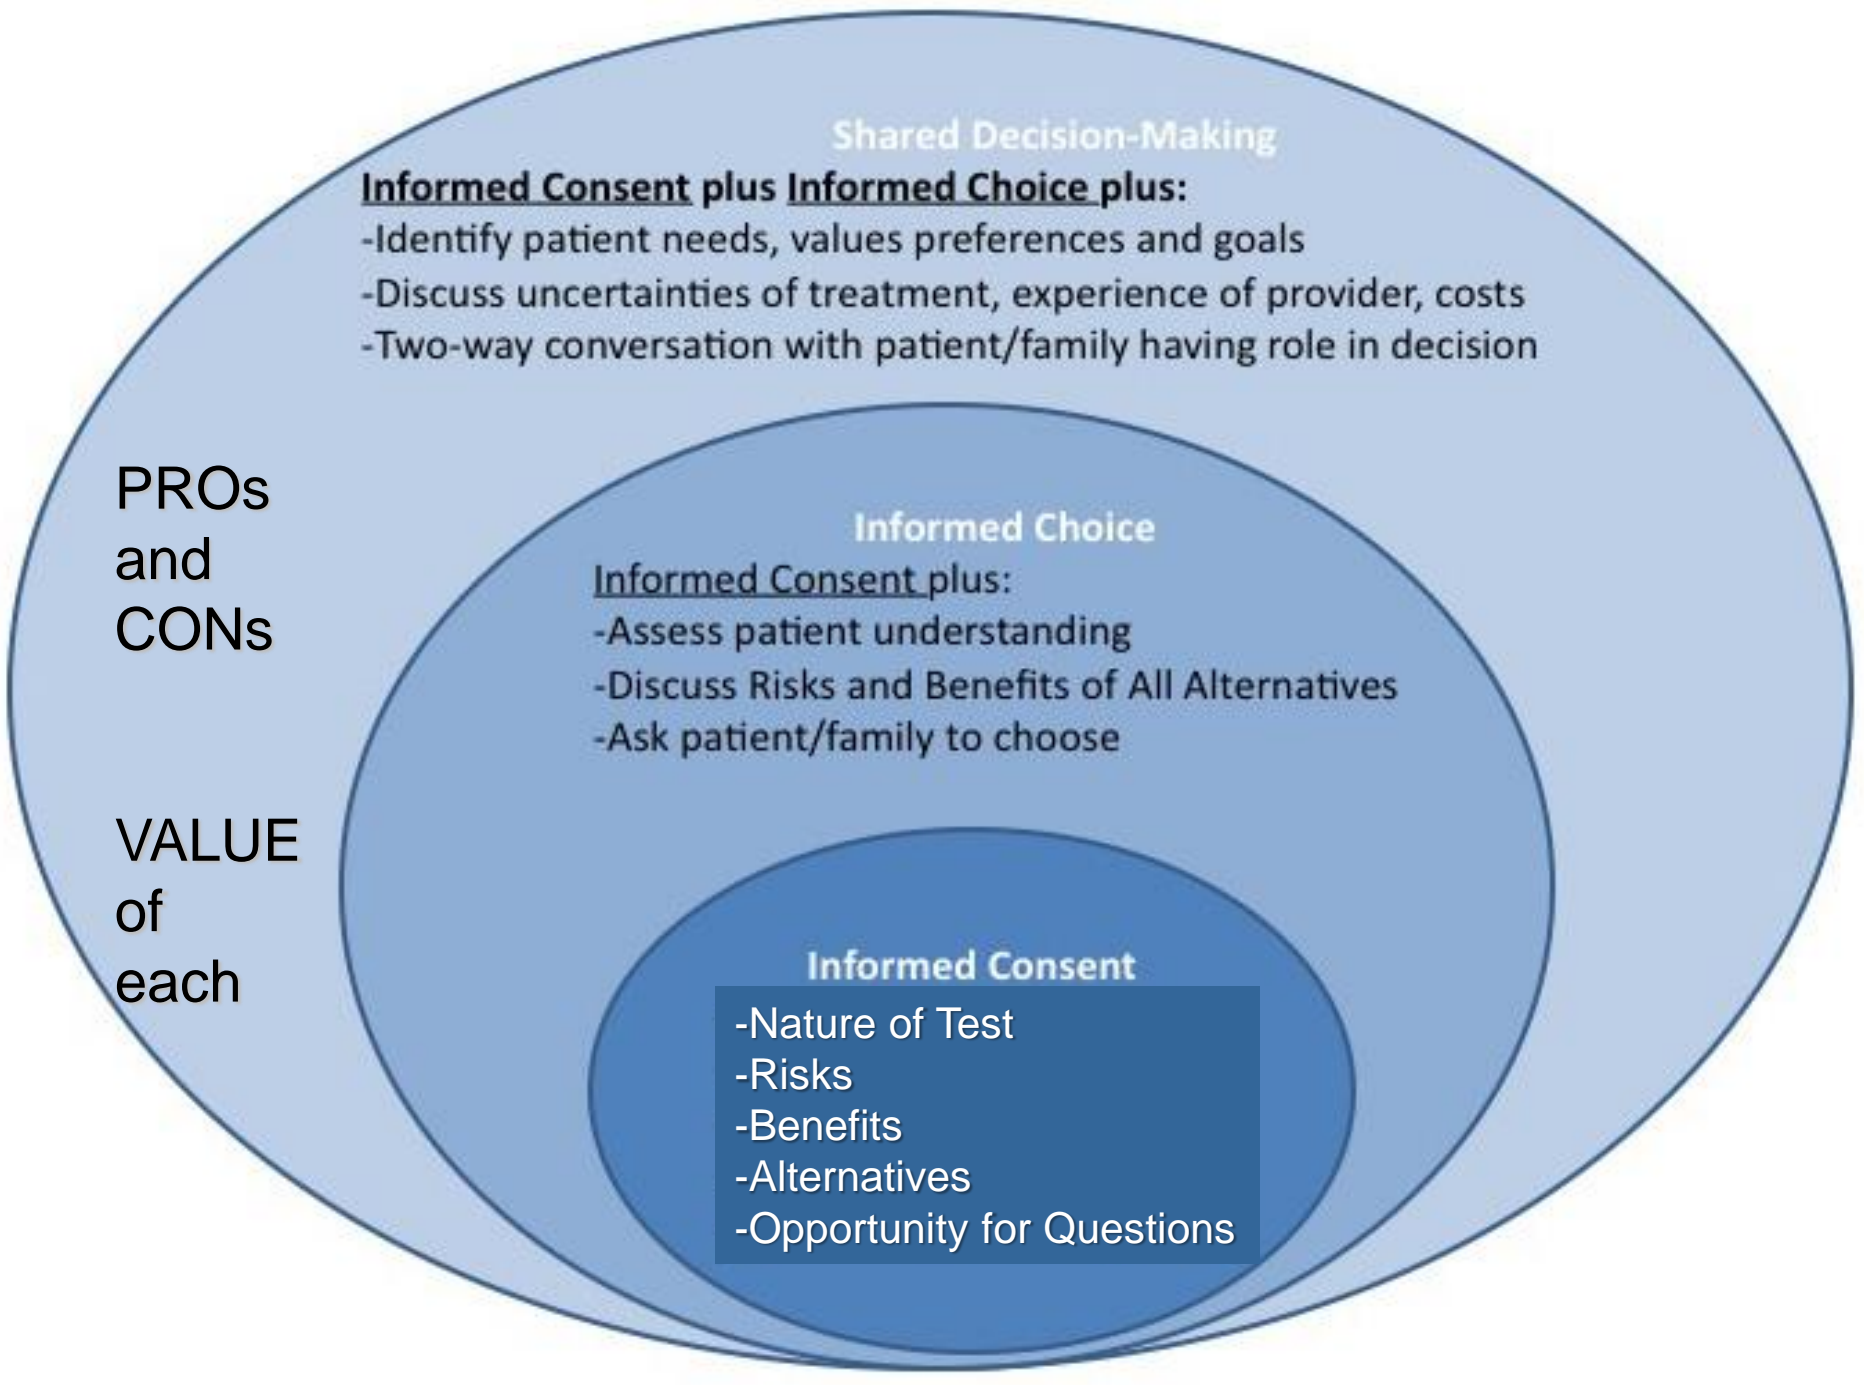 Shared Decision-Making
Informed Consent plus Informed Choice plus:
-Identify patient needs, values preferences and goals
-Discuss uncertainties of treatment, experience of provider, costs
-Two-way conversation with patient/family having role in decision
PROs
and
CONs
VALUE
of
each
Informed Choice
Informed Consent plus:
-Assess patient understanding
-Discuss Risks and Benefits of All Alternatives
-Ask patient/family to choose
Informed Consent
-Nature of Test
-Risks
-Benefits
-Alternatives
-Opportunity for Questions